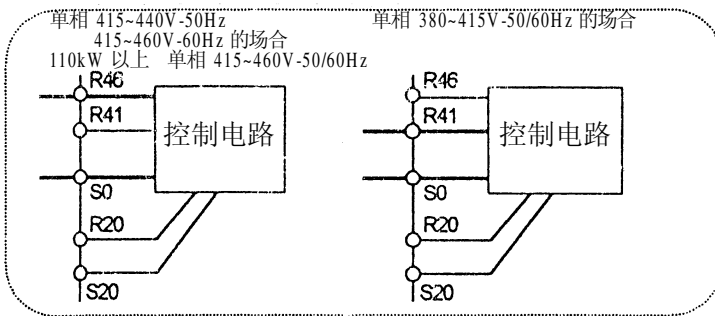 单相 415~440V-50Hz
415~460V-60Hz 的场合
110kW 以上 单相 415~460V-50/60Hz
R46
R41
控制电路
S0
R20
S20
单相 380~415V-50/60Hz 的场合
R46
R41
控制电路
S0
R20
S20